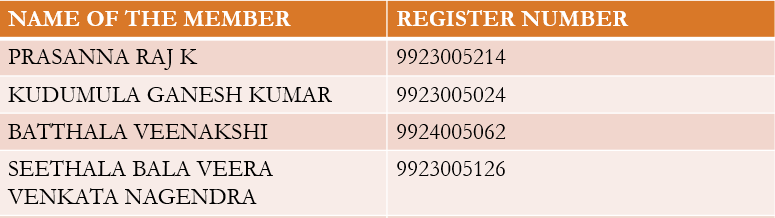 NAME OF THE MEMBER REGISTER NUMBER
PRASANNA RAJ K 9923005214
KUDUMULA GANESH KUMAR 9923005024
BATTHALA VEENAKSHI 9924005062
SEETHALA BALA VEERA 9923005126
VENKATA NAGENDRA